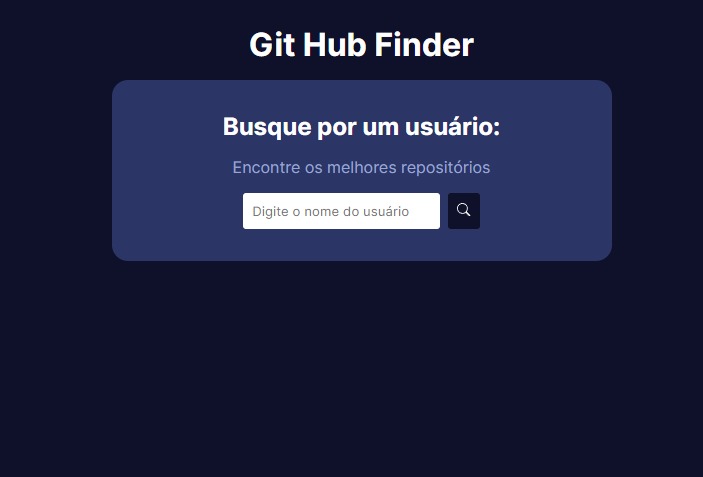 Git Hub Finder
Busque por um usuário:
Encontre os melhores repositórios
Digite o nome do usuário